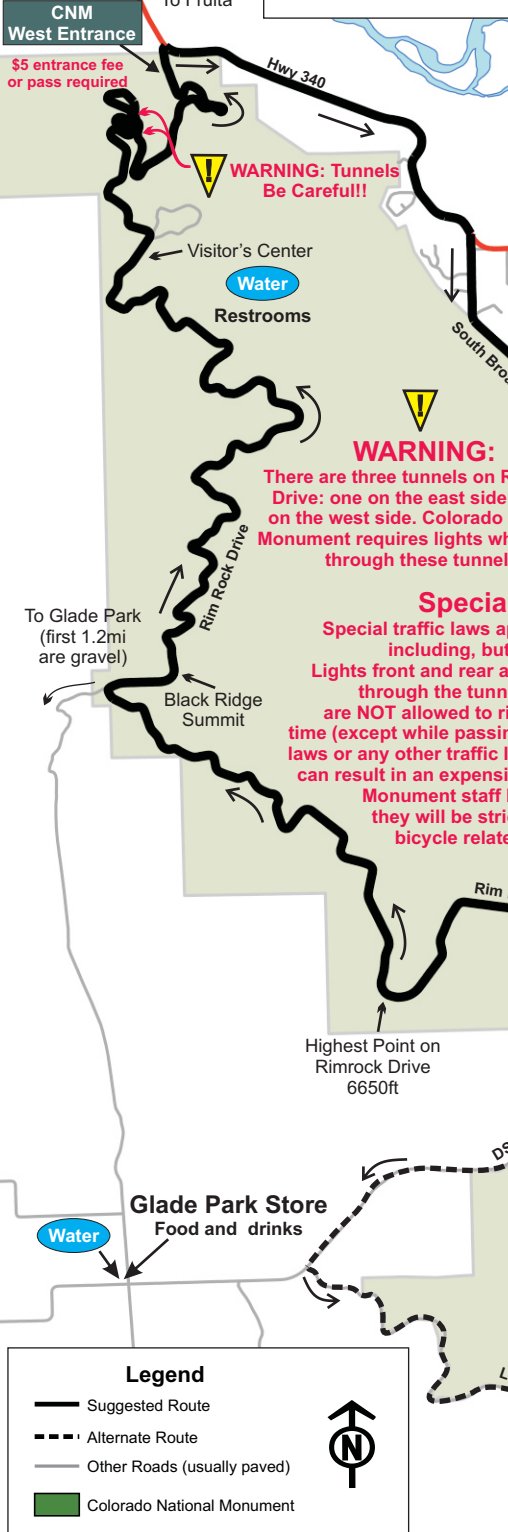 To Fruita
CNM
West Entrance
$5 entrance fee
or pass required
Hwy 340
WARNING: Tunnels
Be Careful!!
Visitor's Center
Water
Restrooms
South Broa
WARNING:
There are three tunnels on R
Drive: one on the east side
on the west side. Colorado
Monument requires lights wh
through these tunnel
Rim Rock Drive
Specia
Special traffic laws ap
including, but
Lights front and rear a
through the tunn
are NOT allowed to ri
time (except while passin
laws or any other traffic l
can result in an expensi
Monument staff
they will be stri
bicycle relate
To Glade Park
(first 1.2mi
are gravel)
Black Ridge
Summit
Rim
Highest Point on
Rimrock Drive
6650ft
DS
Glade Park Store
Food and drinks
Water
L
Legend
Suggested Route
Alternate Route
Other Roads (usually paved)
Colorado National Monument
N